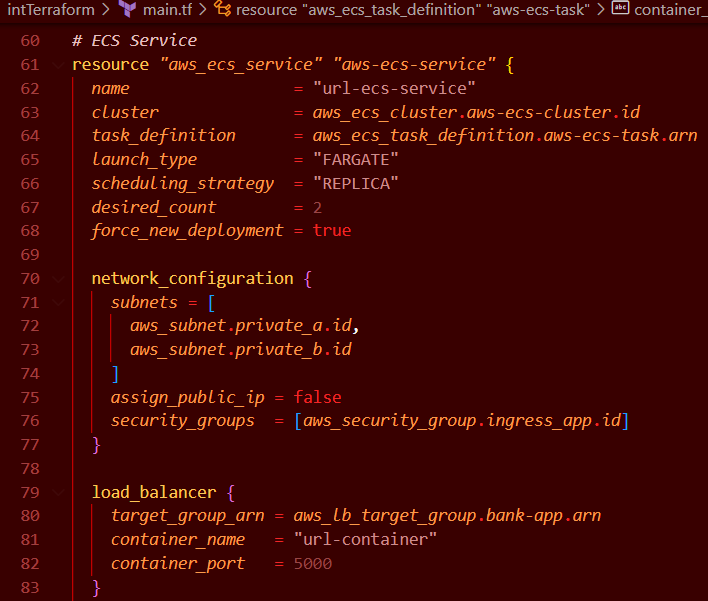 intTerraform > main.tf > resource "aws_ecs_task_definition" "aws-ecs-task" > abc container_
60 # ECS Service
61 resource "aws_ecs_service" "aws-ecs-service" {
62   name                 = "url-ecs-service"
63   cluster              = aws_ecs_cluster.aws-ecs-cluster.id
64   task_definition      = aws_ecs_task_definition.aws-ecs-task.arn
65   launch_type          = "FARGATE"
66   scheduling_strategy  = "REPLICA"
67   desired_count        = 2
68   force_new_deployment = true
69
70   network_configuration {
71     subnets = [
72       aws_subnet.private_a.id,
73       aws_subnet.private_b.id
74     ]
75     assign_public_ip = false
76     security_groups  = [aws_security_group.ingress_app.id]
77   }
78
79   load_balancer {
80     target_group_arn = aws_lb_target_group.bank-app.arn
81     container_name   = "url-container"
82     container_port   = 5000
83   }